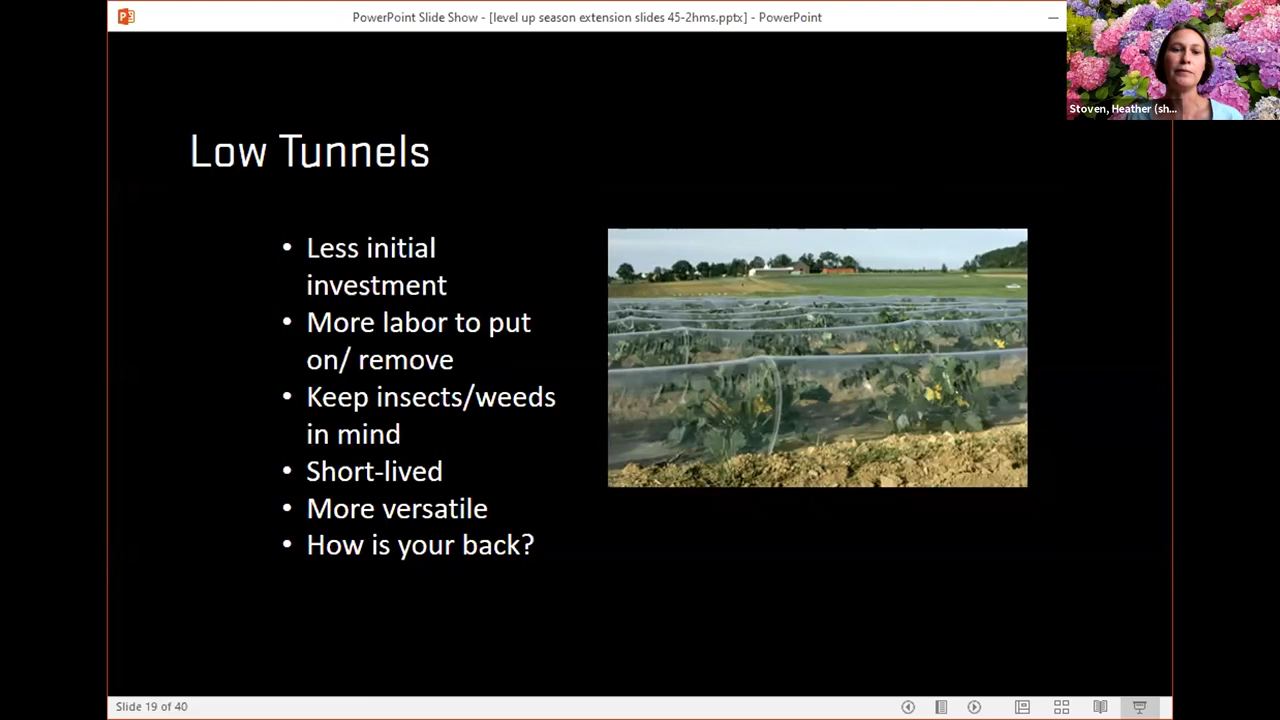 PowerPoint Slide Show - [level up season extension slides 45-2hms.pptx] - PowerPoint
Stoven, Heather (sh...
Low Tunnels
• Less initial
investment
• More labor to put
on/ remove
• Keep insects/weeds
in mind
• Short-lived
• More versatile
• How is your back?
Slide 19 of 40